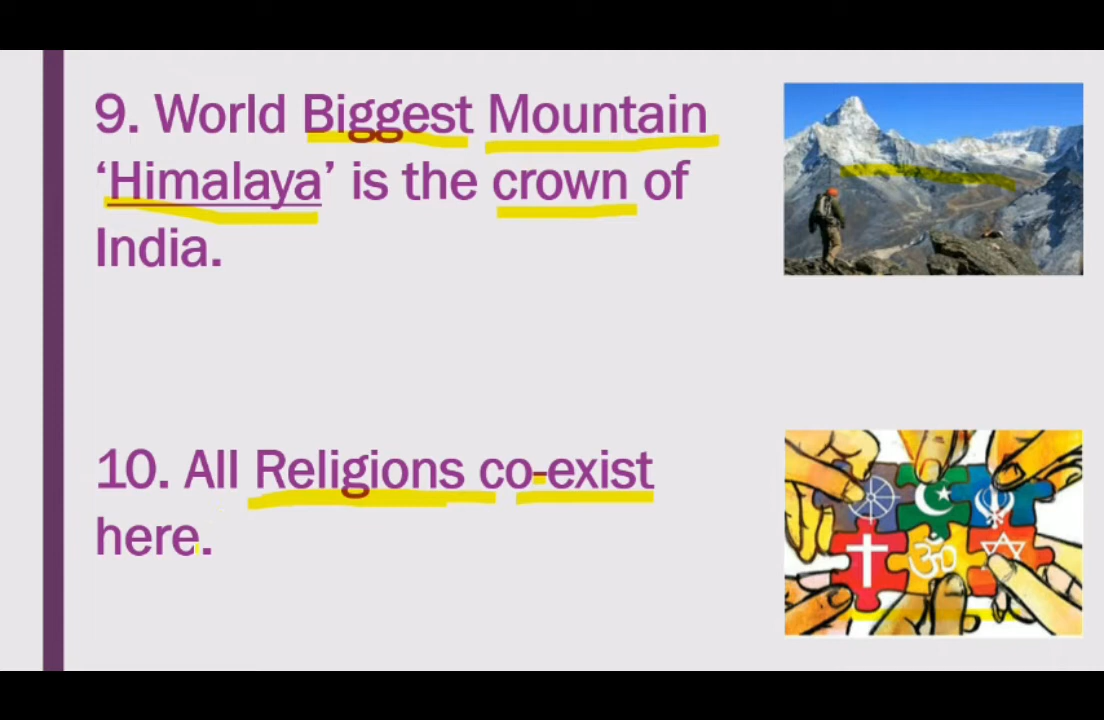 9. World Biggest Mountain
‘Himalaya’ is the crown of
India.
10. All Religions co-exist
here.